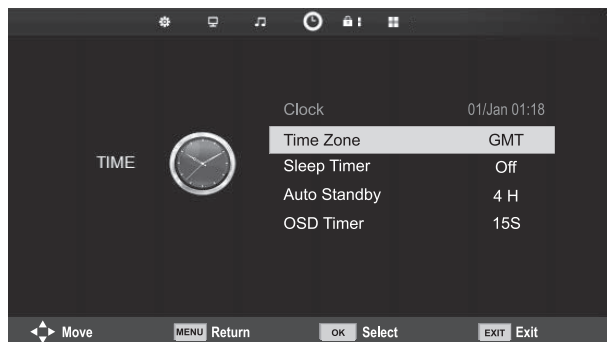 Clock 01/Jan 01:18
Time Zone GMT
TIME
Sleep Timer Off
Auto Standby 4 H
OSD Timer 15S
Move MENU Return OK Select EXIT Exit